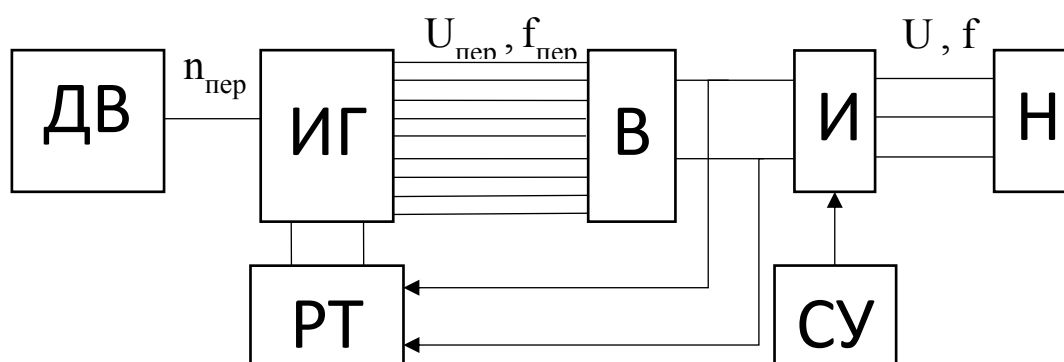 n_пер
U_пер , f_пер
U , f
ДВ
ИГ
В
И
Н
РТ
СУ